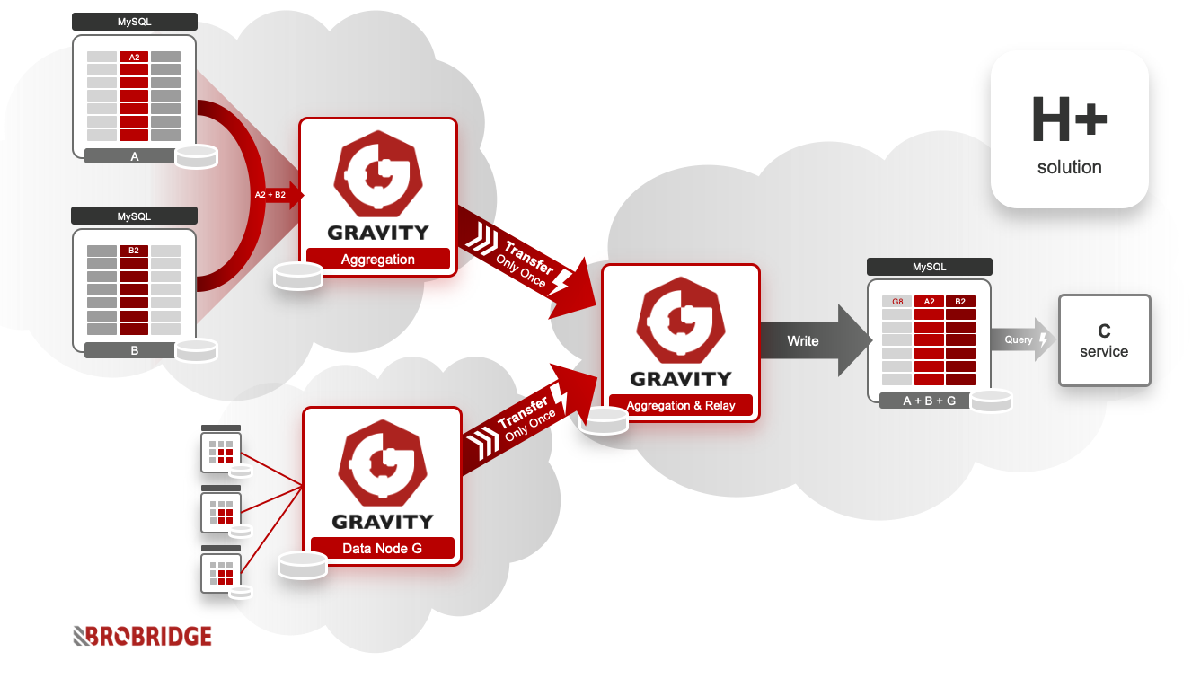 MySQL
A2
A
MySQL
B2
B
A2 + B2
GRAVITY
Aggregation
Transfer
Only Once
GRAVITY
Data Node G
Transfer
Only Once
GRAVITY
Aggregation & Relay
Write
MySQL
G8 A2 B2
A + B + G
Query
C
service
H+
solution
BROBRIDGE